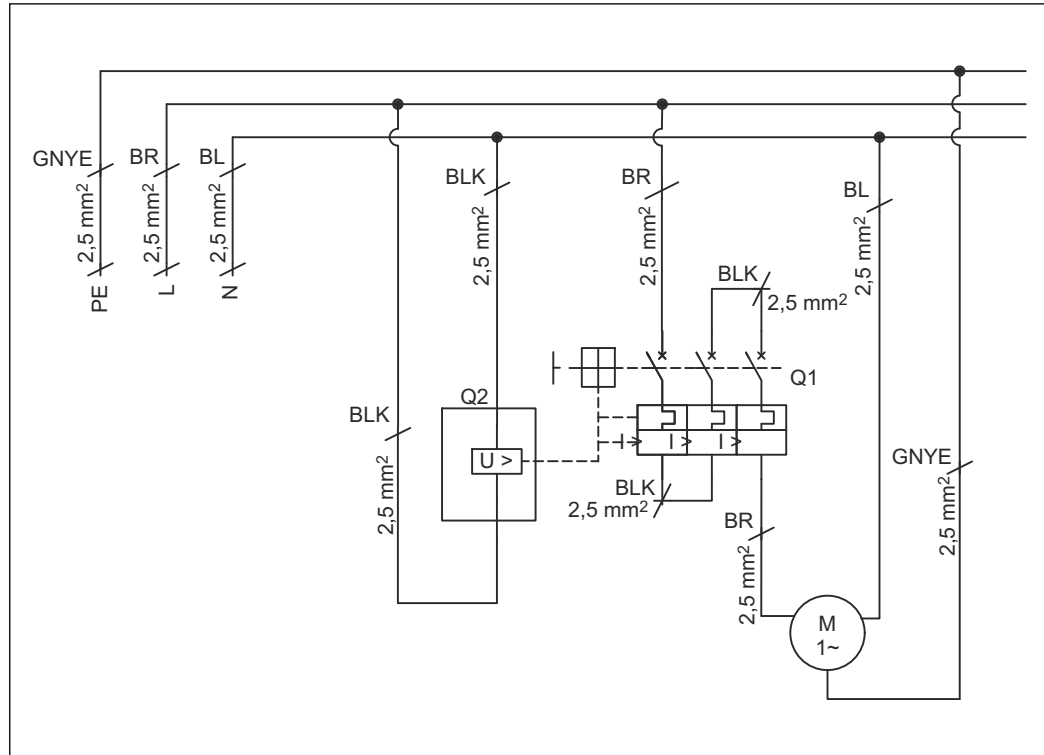 GNYE
2,5 mm²
PE
BR
2,5 mm²
L
BL
2,5 mm²
N
BLK
2,5 mm²
BR
2,5 mm²
BL
2,5 mm²
BLK
2,5 mm²
Q1
Q2
BLK
2,5 mm²
U >
I > I > I >
BLK
2,5 mm²
BR
2,5 mm²
GNYE
2,5 mm²
M
1~